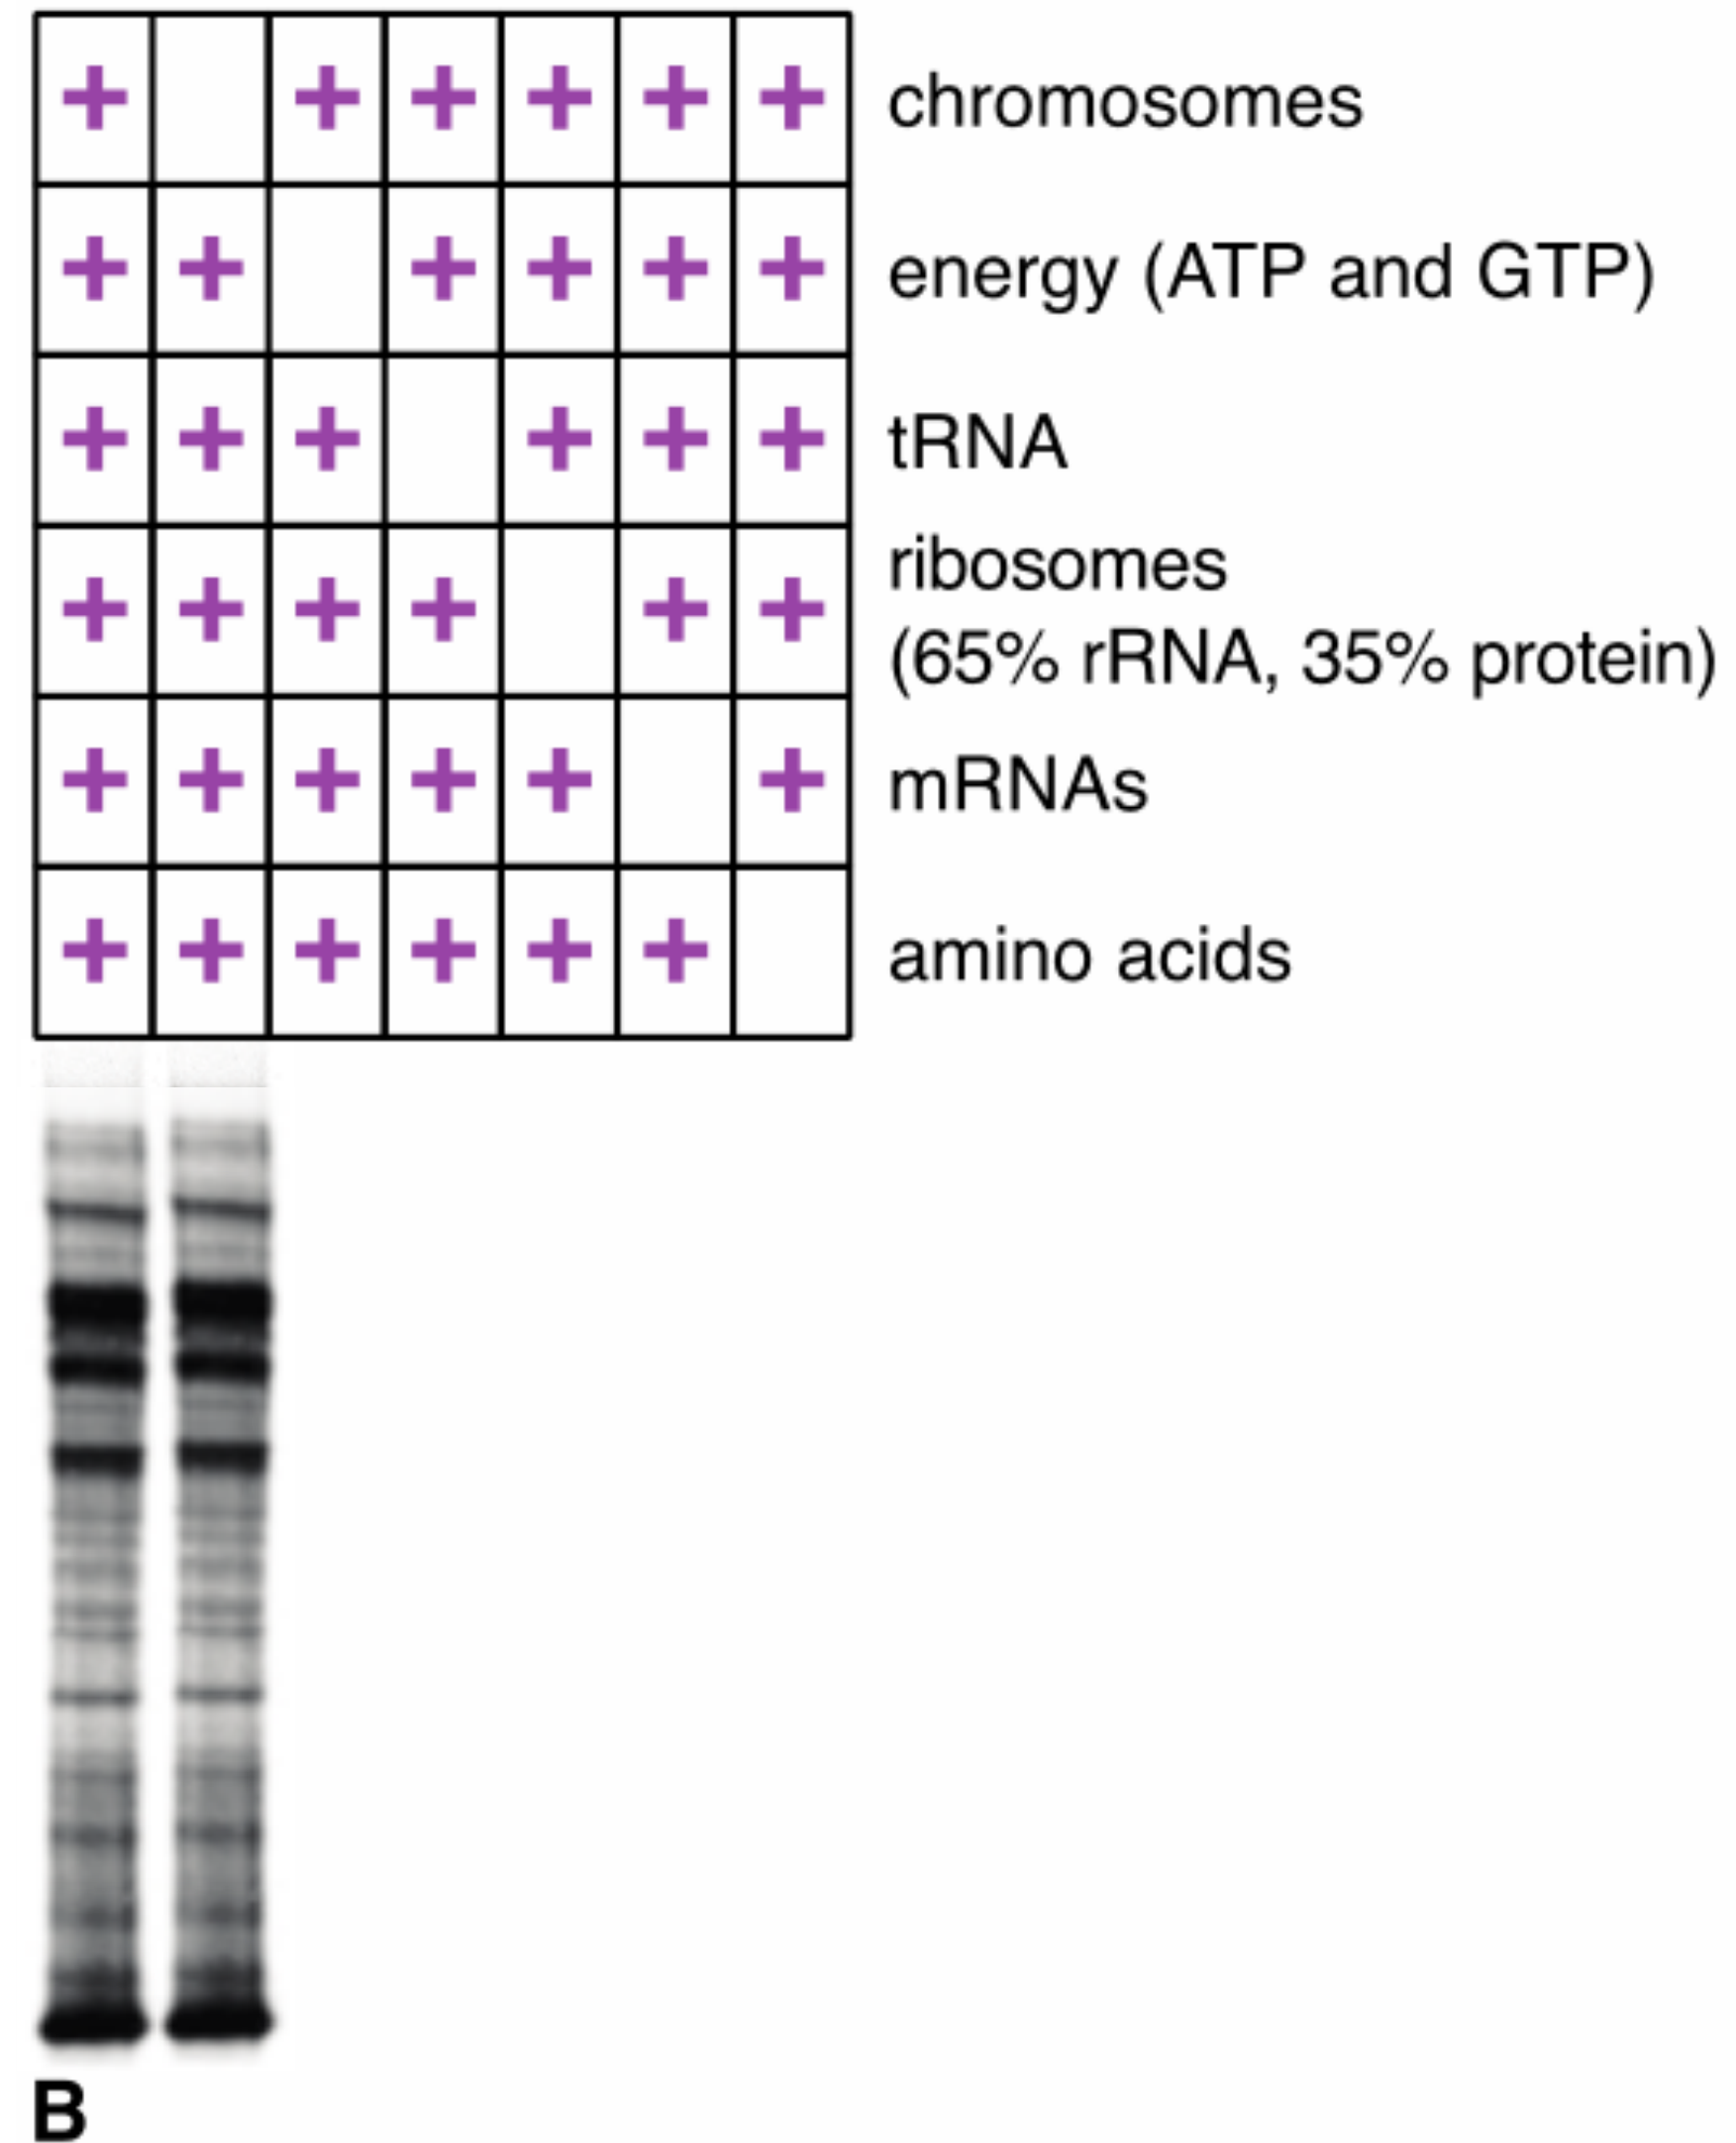 chromosomes
energy (ATP and GTP)
tRNA
ribosomes
(65% rRNA, 35% protein)
mRNAs
amino acids
B